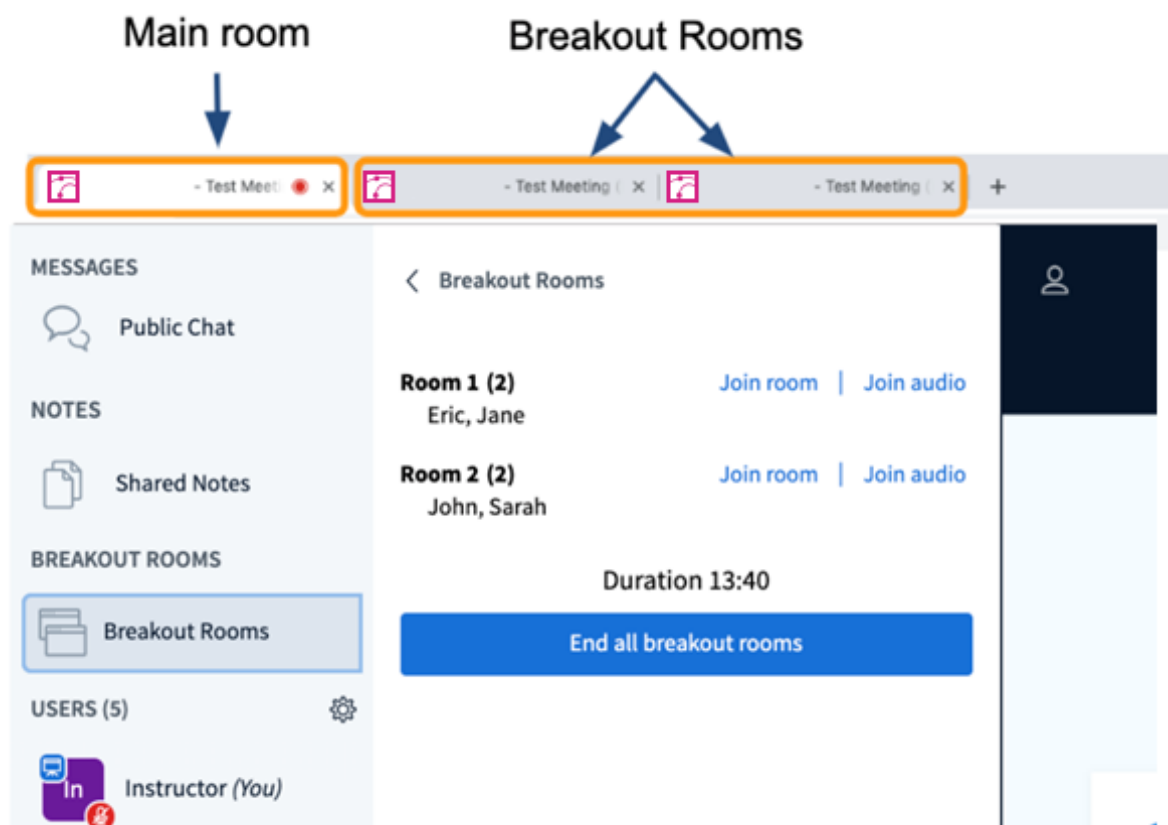 Main room
Breakout Rooms
- Test Meeti
- Test Meeting (
- Test Meeting (
MESSAGES
Public Chat
NOTES
Shared Notes
BREAKOUT ROOMS
Breakout Rooms
USERS (5)
In
Instructor (You)
Breakout Rooms
Room 1 (2) Join room | Join audio
Eric, Jane
Room 2 (2) Join room | Join audio
John, Sarah
Duration 13:40
End all breakout rooms